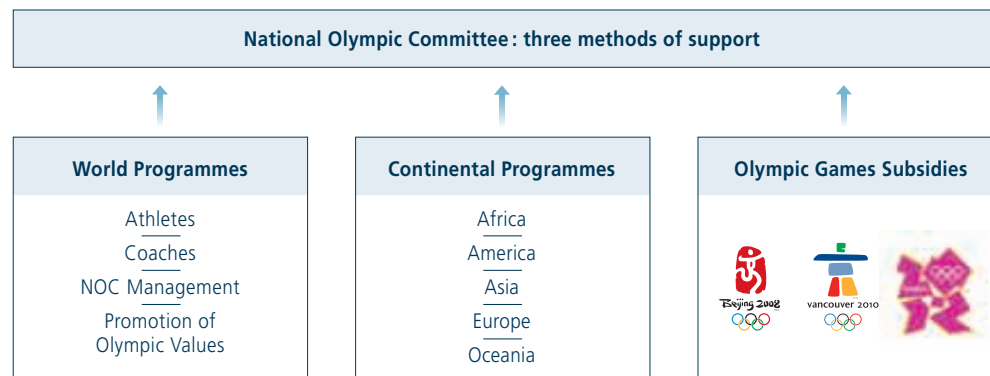 National Olympic Committee : three methods of support
World Programmes
Athletes
Coaches
NOC Management
Promotion of
Olympic Values
Continental Programmes
Africa
America
Asia
Europe
Oceania
Olympic Games Subsidies
Beijing 2008
vancouver 2010
2012